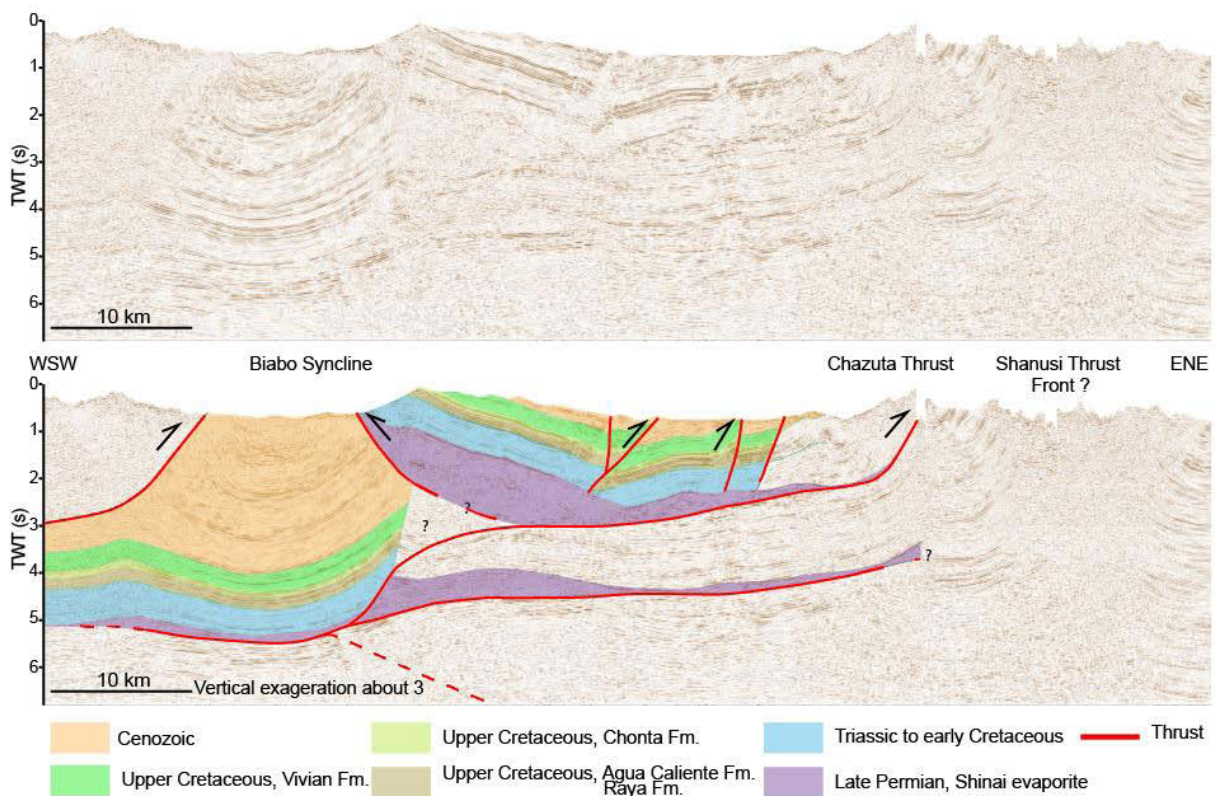 0
1
2
3
4
5
6
TWT (s)
10 km
WSW
Biabo Syncline
Chazuta Thrust
Shanusi Thrust
Front ?
ENE
0
1
2
3
4
5
6
TWT (s)
?
?
?
10 km
Vertical exageration about 3
Cenozoic
Upper Cretaceous, Chonta Fm.
Triassic to early Cretaceous
Thrust
Upper Cretaceous, Vivian Fm.
Upper Cretaceous, Agua Caliente Fm.
Raya Fm.
Late Permian, Shinai evaporite